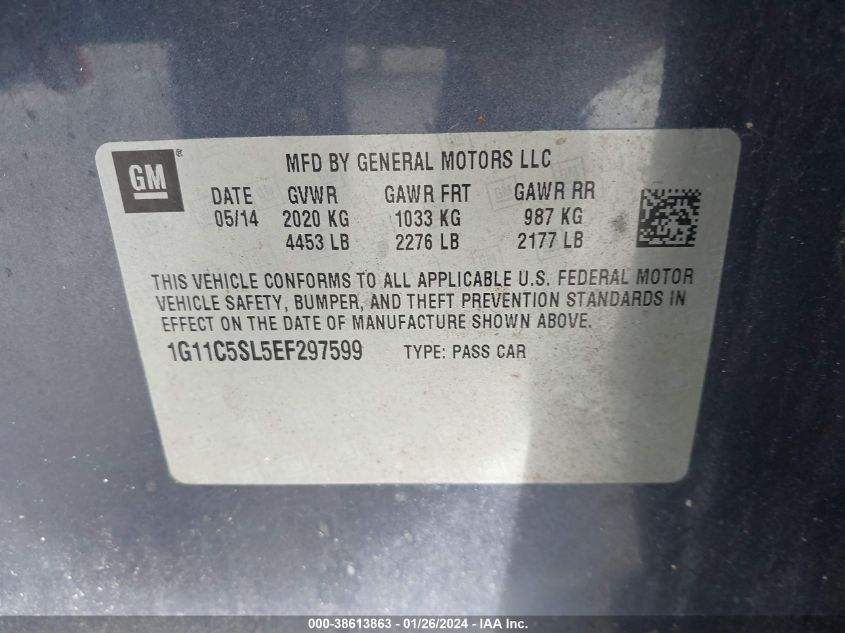 GM ®
MFD BY GENERAL MOTORS LLC
DATE GVWR GAWR FRT GAWR RR
05/14 2020 KG 1033 KG 987 KG
4453 LB 2276 LB 2177 LB
THIS VEHICLE CONFORMS TO ALL APPLICABLE U.S. FEDERAL MOTOR
VEHICLE SAFETY, BUMPER, AND THEFT PREVENTION STANDARDS IN
EFFECT ON THE DATE OF MANUFACTURE SHOWN ABOVE.
1G11C5SL5EF297599 TYPE: PASS CAR
000-38613863 - 01/26/2024 - IAA Inc.